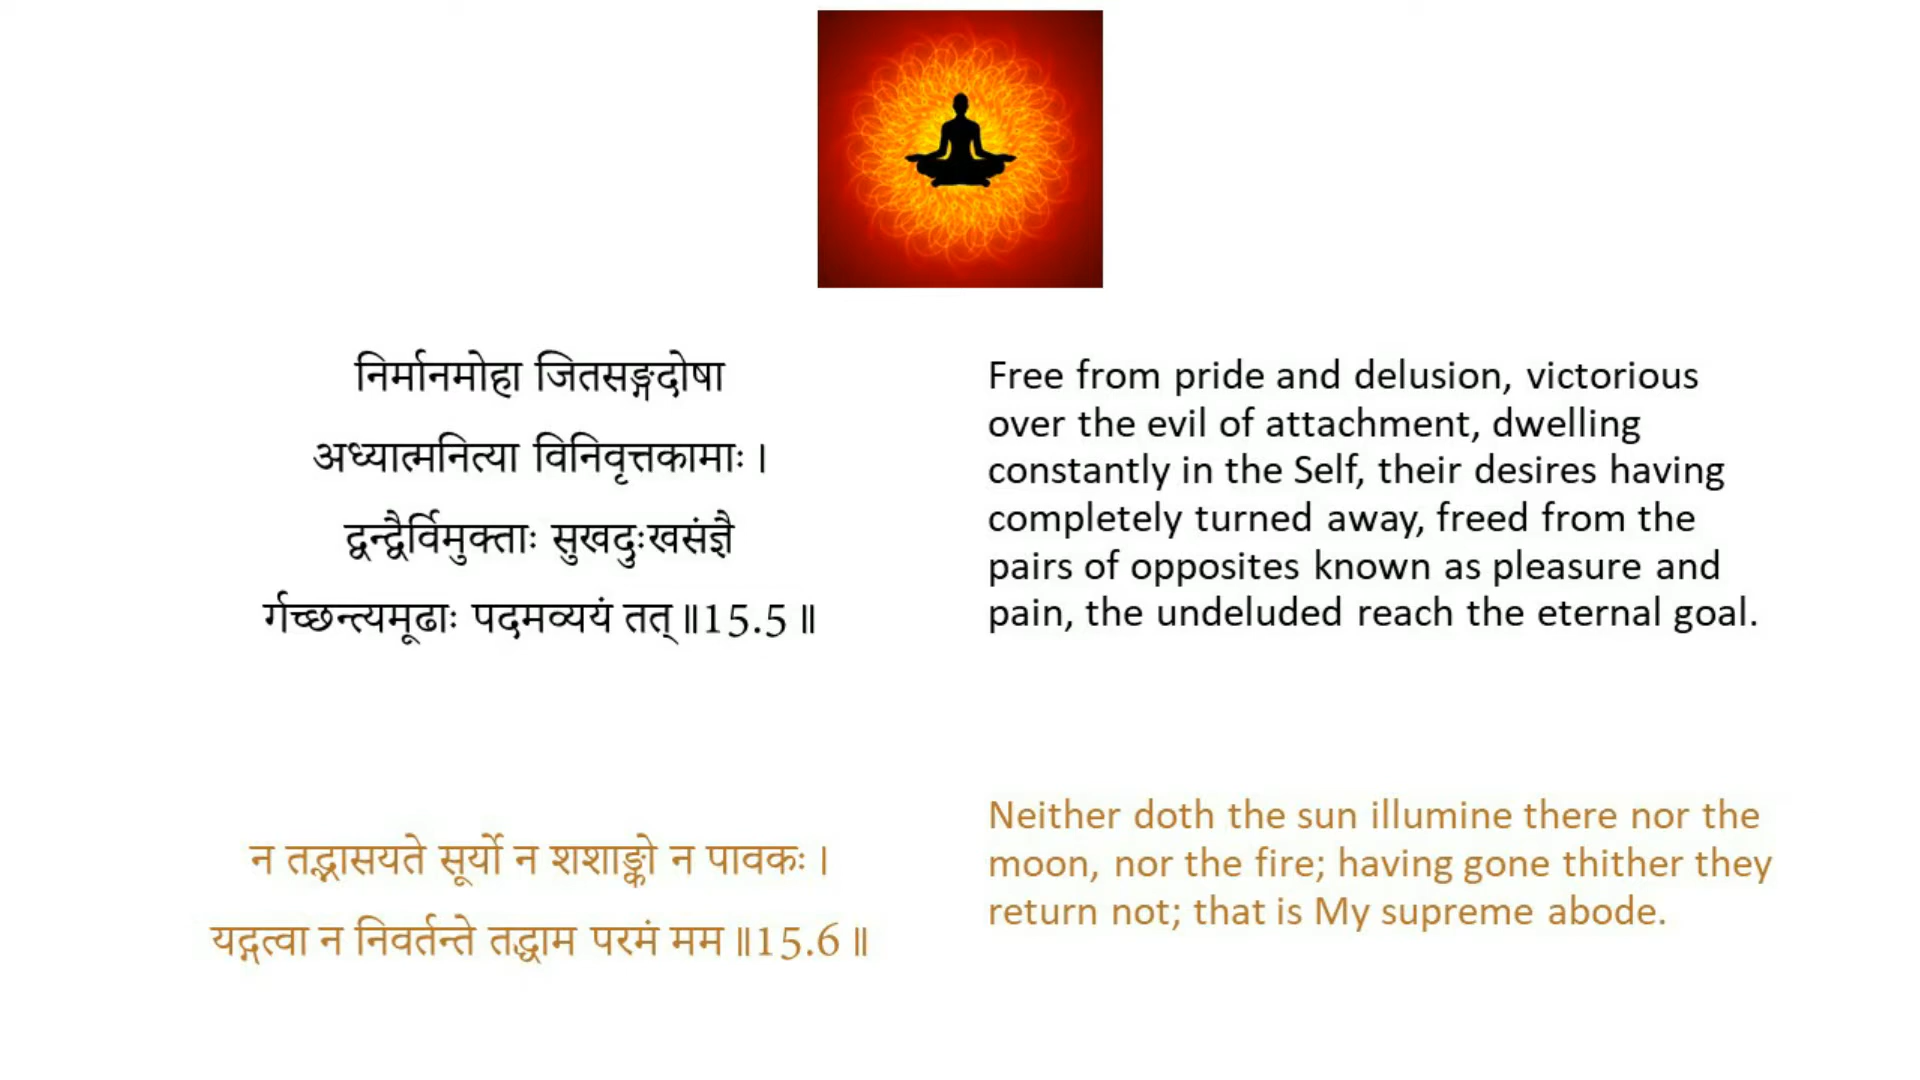 निर्मानमोहा जितसङ्गदोषा
अध्यात्मनित्या विनिवृत्तकामाः ।
द्वन्द्वैर्विमुक्ताः सुखदुःखसंज्ञै
र्गच्छन्त्यमूढाः पदमव्ययं तत् ॥15.5॥
Free from pride and delusion, victorious
over the evil of attachment, dwelling
constantly in the Self, their desires having
completely turned away, freed from the
pairs of opposites known as pleasure and
pain, the undeluded reach the eternal goal.
न तद्भासयते सूर्यो न शशाङ्को न पावकः ।
यद्गत्वा न निवर्तन्ते तद्धाम परमं मम ॥15.6॥
Neither doth the sun illumine there nor the
moon, nor the fire; having gone thither they
return not; that is My supreme abode.